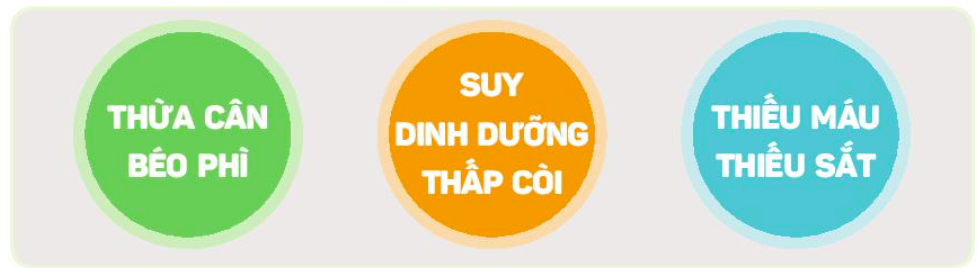 THỪA CÂN
BÉO PHÌ
SUY
DINH DƯỠNG
THẤP CÒI
THIẾU MÁU
THIẾU SẮT